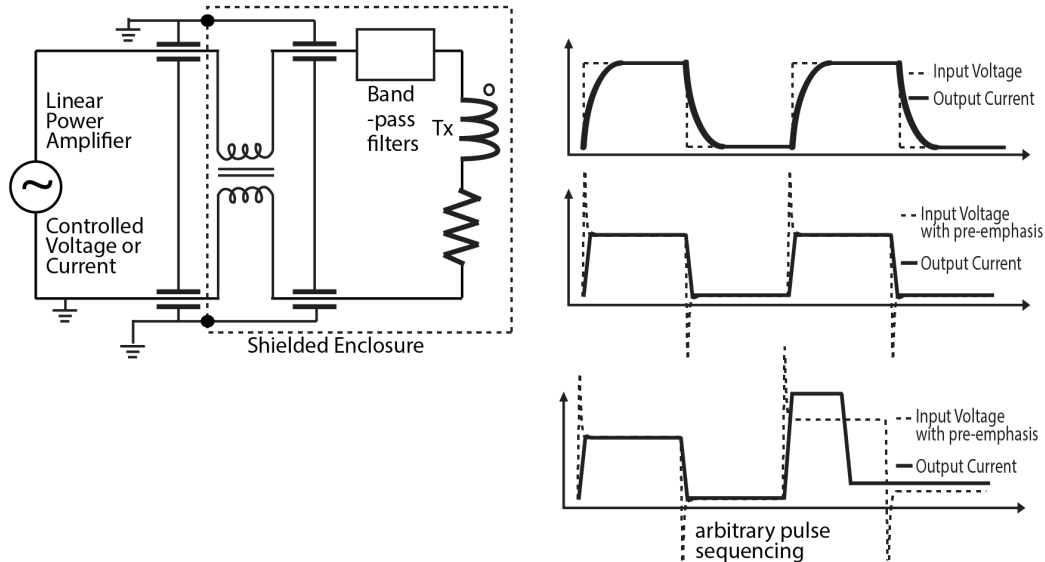 Linear
Power
Amplifier
~
Controlled
Voltage or
Current
Band
-pass
filters
Tx
Shielded Enclosure
Input Voltage
Output Current
Input Voltage
with pre-emphasis
Output Current
Input Voltage
with pre-emphasis
Output Current
arbitrary pulse
sequencing